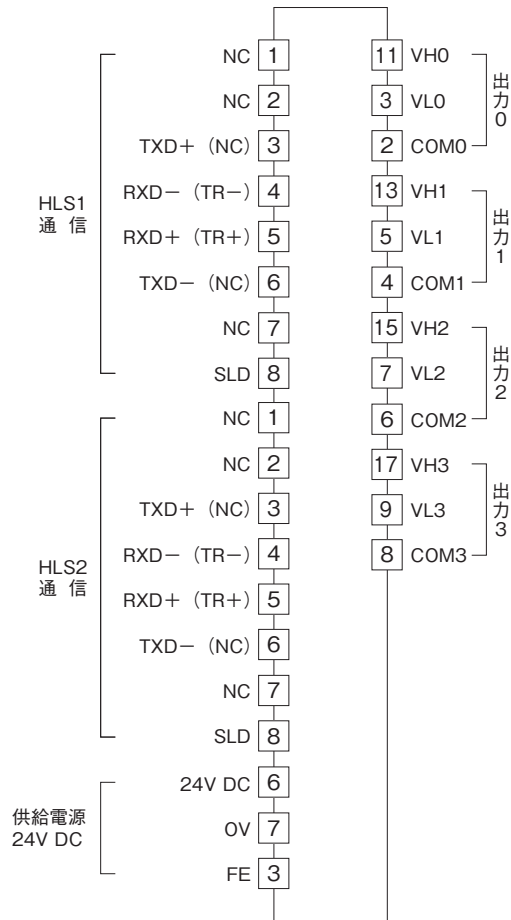 HLS1
通 信
NC 1
NC 2
TXD+ (NC) 3
RXD− (TR−) 4
RXD+ (TR+) 5
TXD− (NC) 6
NC 7
SLD 8
HLS2
通 信
NC 1
NC 2
TXD+ (NC) 3
RXD− (TR−) 4
RXD+ (TR+) 5
TXD− (NC) 6
NC 7
SLD 8
供給電源
24V DC
24V DC 6
0V 7
FE 3
11 VH0
3 VL0
2 COM0
出力0
13 VH1
5 VL1
4 COM1
出力1
15 VH2
7 VL2
6 COM2
出力2
17 VH3
9 VL3
8 COM3
出力3